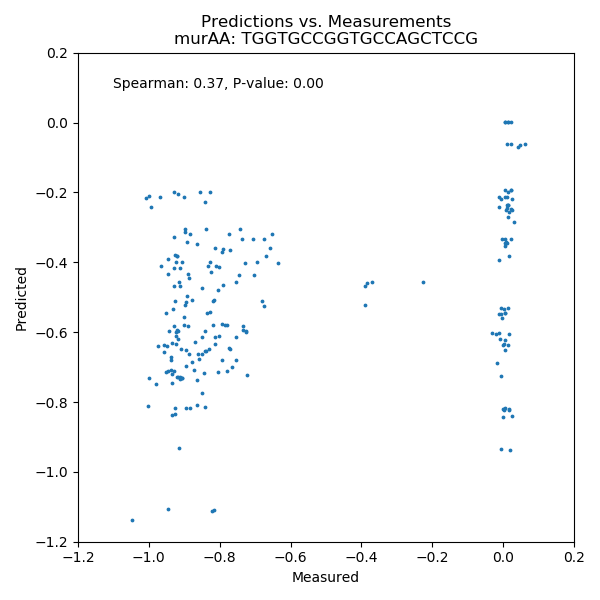 Predictions vs. Measurements
murAA: TGGTGCCGGTGCCAGCTCCG
Spearman: 0.37, P-value: 0.00
Predicted
0.2
0.0
−0.2
−0.4
−0.6
−0.8
−1.0
−1.2
−1.2 −1.0 −0.8 −0.6 −0.4 −0.2 0.0 0.2
Measured